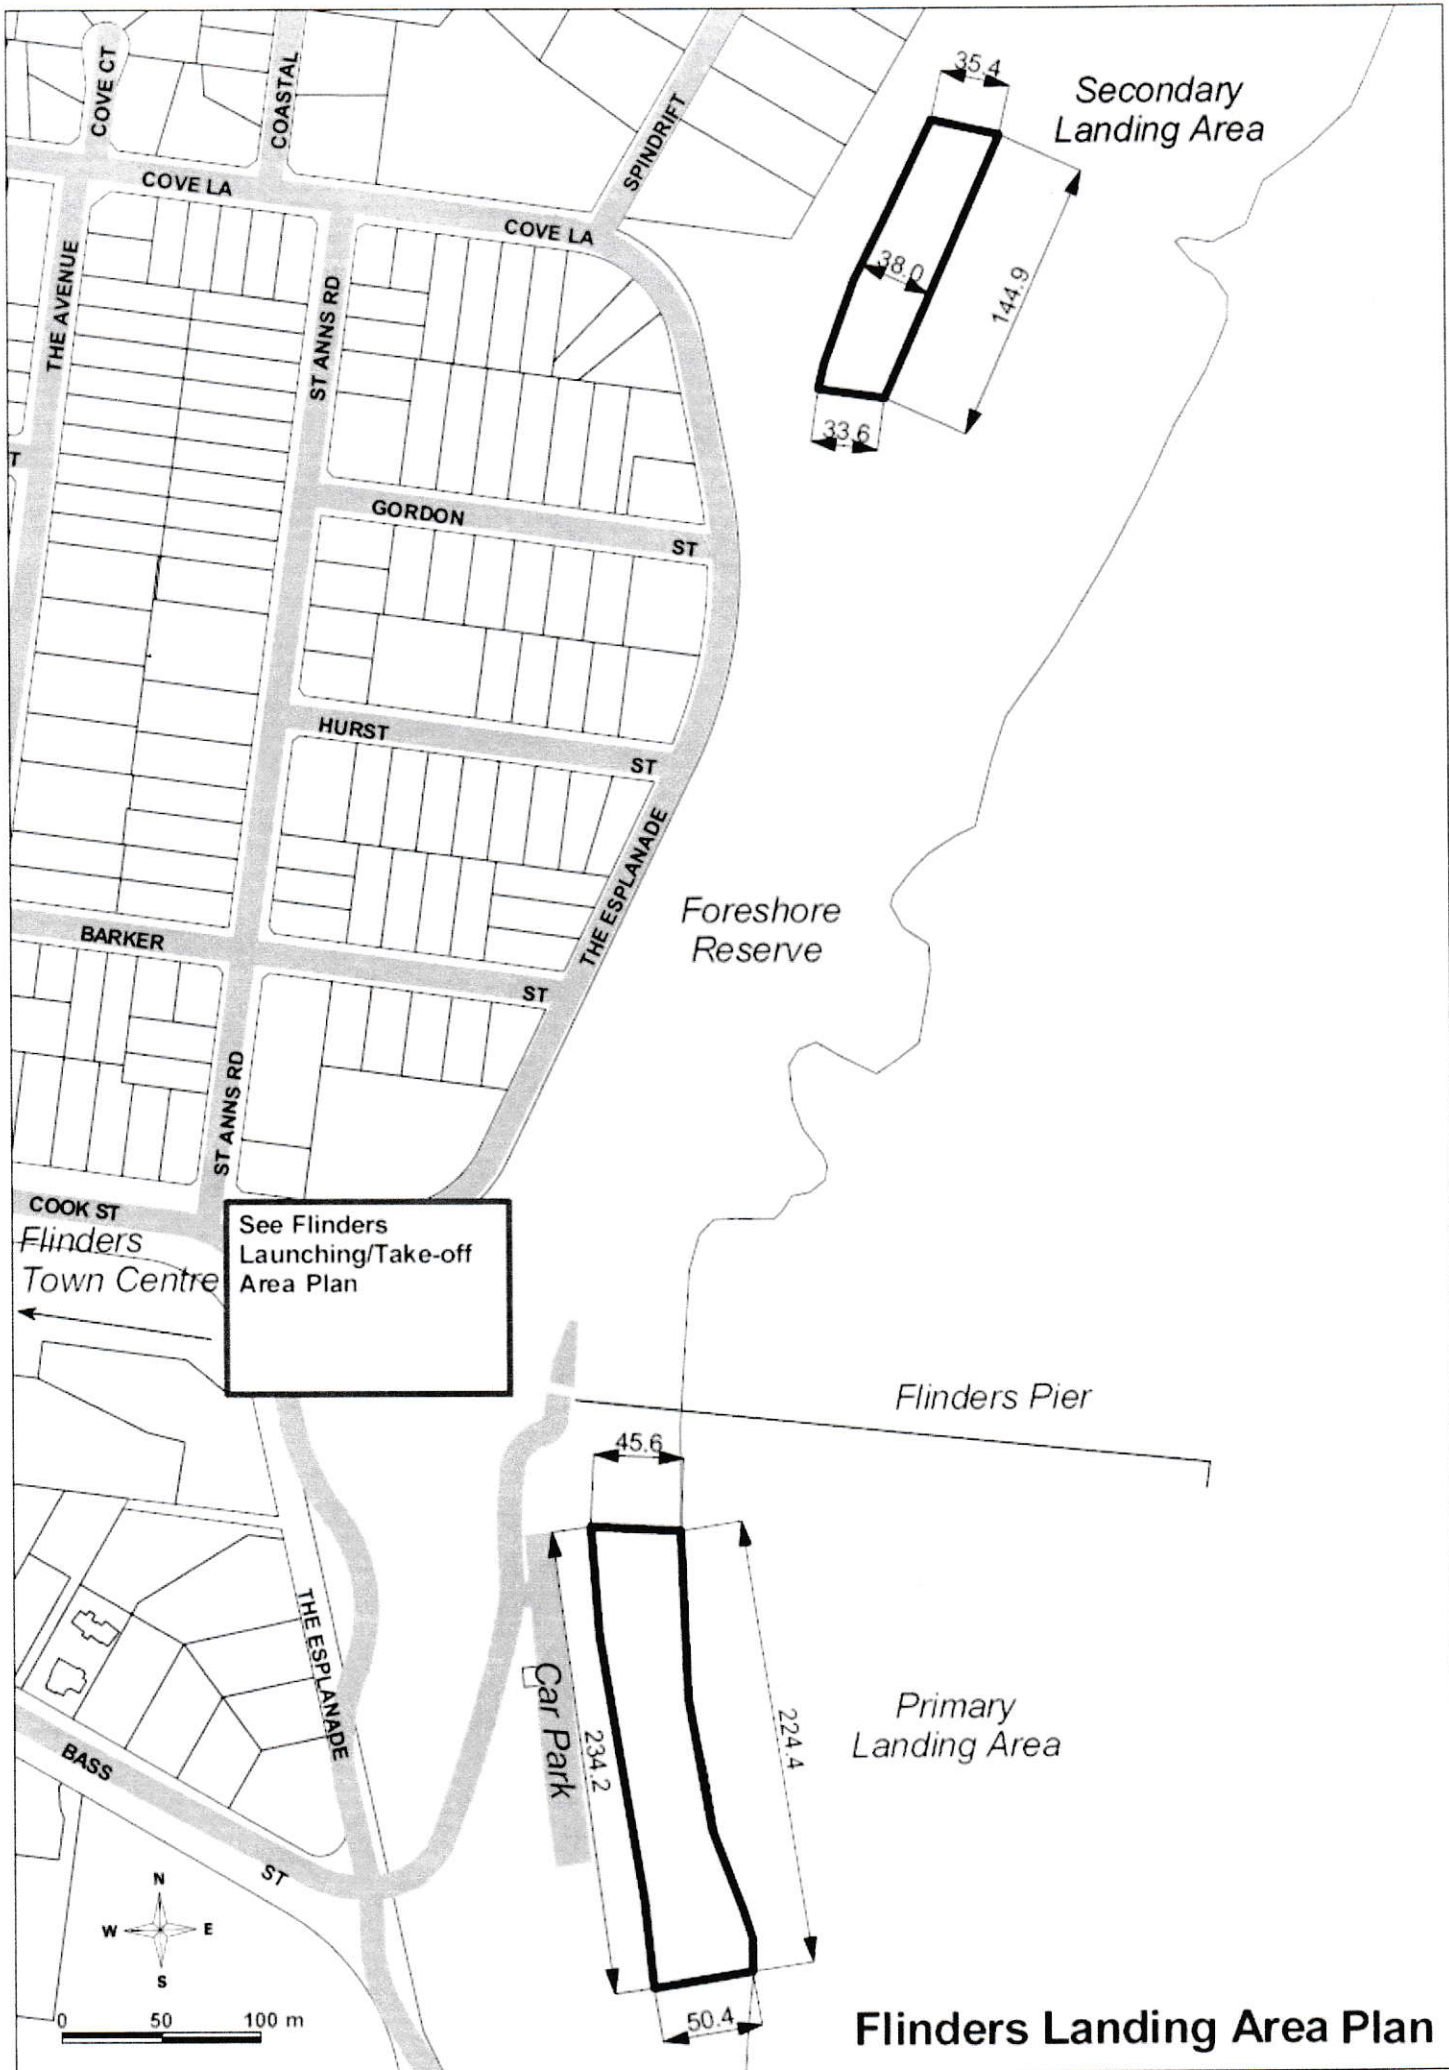 COVE CT
COASTAL
SPINDRIFT
35.4
Secondary
Landing Area
COVE LA
COVE LA
THE AVENUE
ST ANNS RD
38.0
144.9
33.6
T
GORDON
ST
HURST
ST
THE ESPLANADE
Foreshore
Reserve
BARKER
ST
ST ANNS RD
COOK ST
Flinders
Town Centre
See Flinders
Launching/Take-off
Area Plan
Flinders Pier
45.6
THE ESPLANADE
Car Park
234.2
224.4
Primary
Landing Area
BASS
ST
N
W E
S
0 50 100 m
50.4
Flinders Landing Area Plan